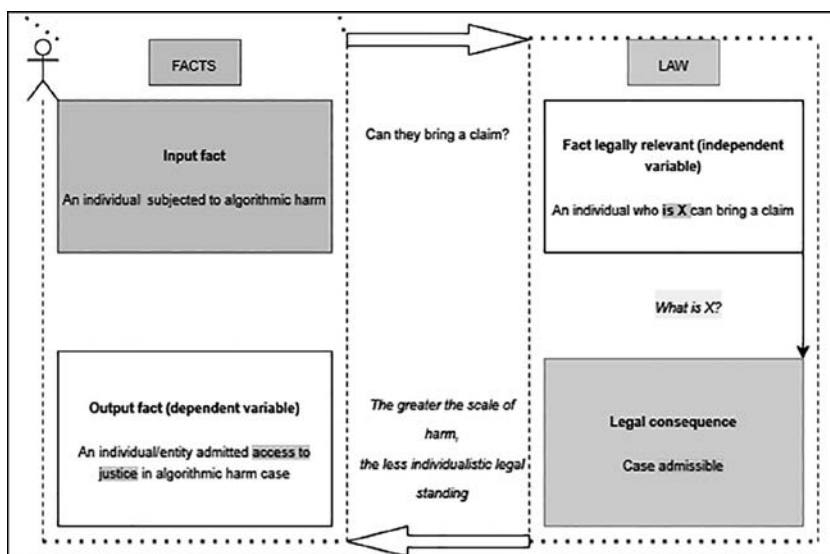 FACTS
LAW
Input fact
An individual subjected to algorithmic harm
Can they bring a claim?
Fact legally relevant (independent
variable)
An individual who is X can bring a claim
What is X?
Output fact (dependent variable)
An individual/entity admitted access to
justice in algorithmic harm case
The greater the scale of
harm,
the less individualistic legal
standing
Legal consequence
Case admissible